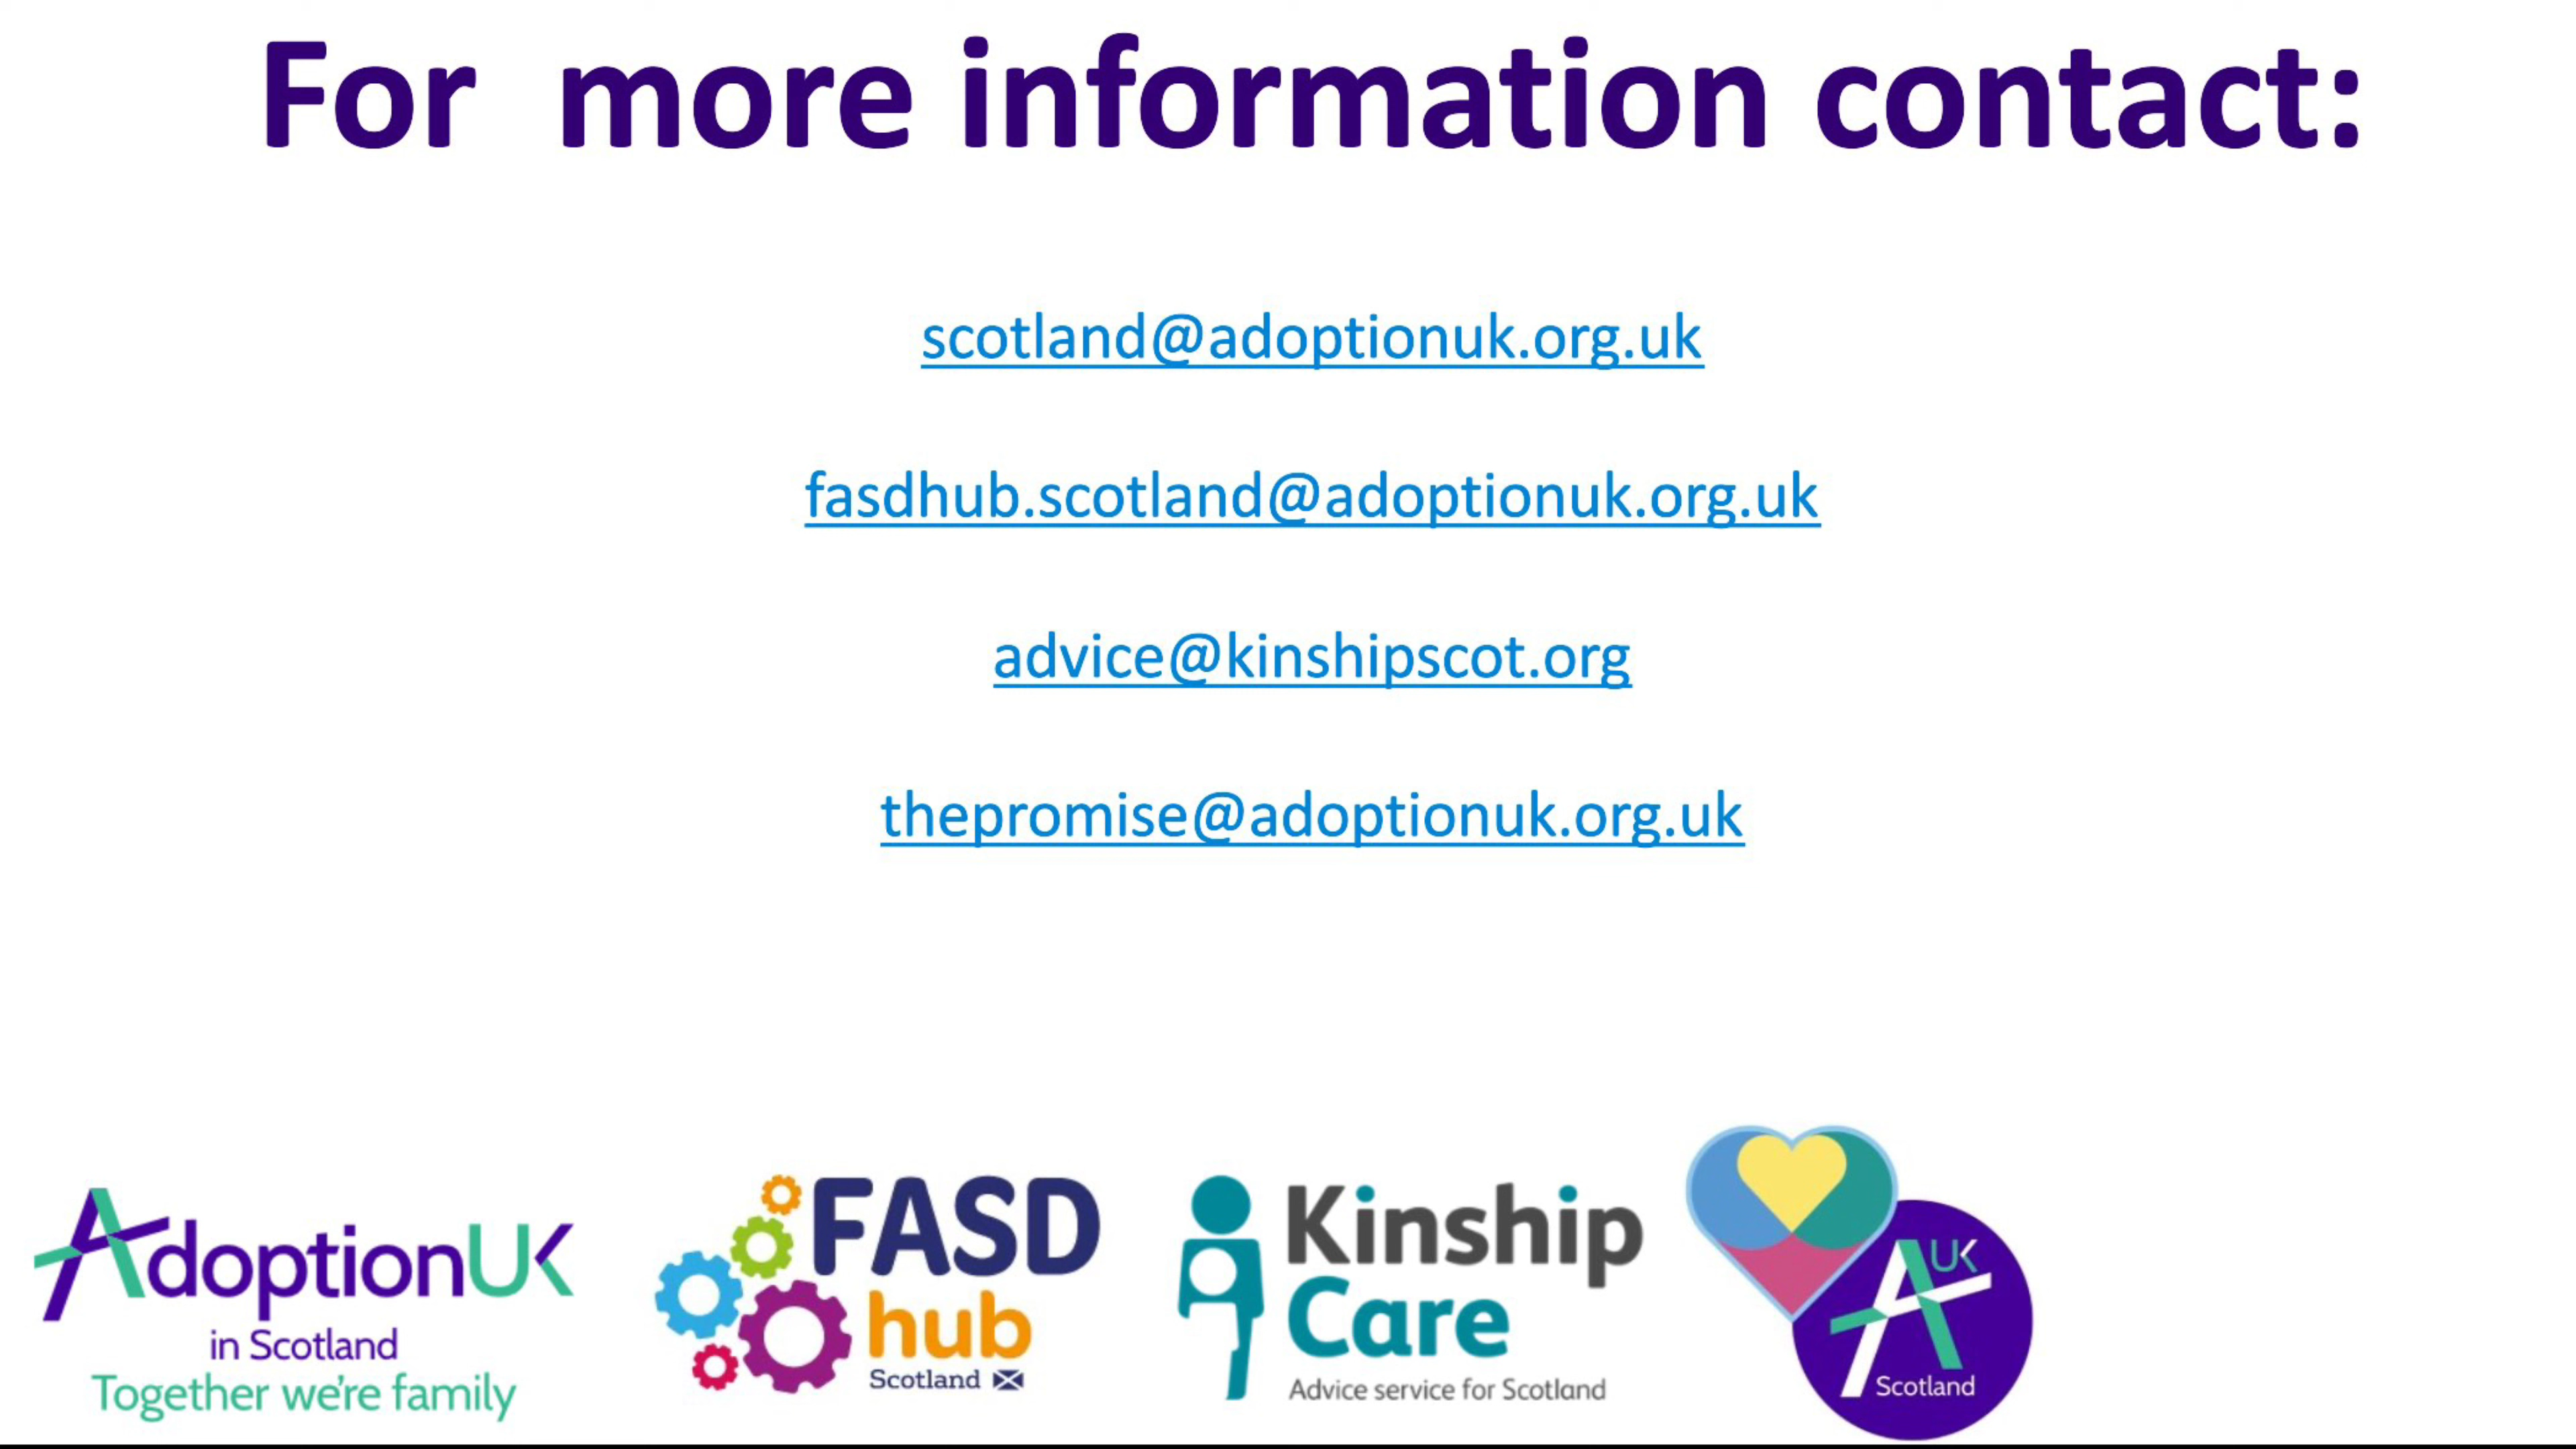 For more information contact:
scotland@adoptionuk.org.uk
fasdhub.scotland@adoptionuk.org.uk
advice@kinshipscot.org
thepromise@adoptionuk.org.uk
AdoptionUK
in Scotland
Together we're family
FASD
hub
Scotland
Kinship
Care
Advice service for Scotland
AUK
Scotland